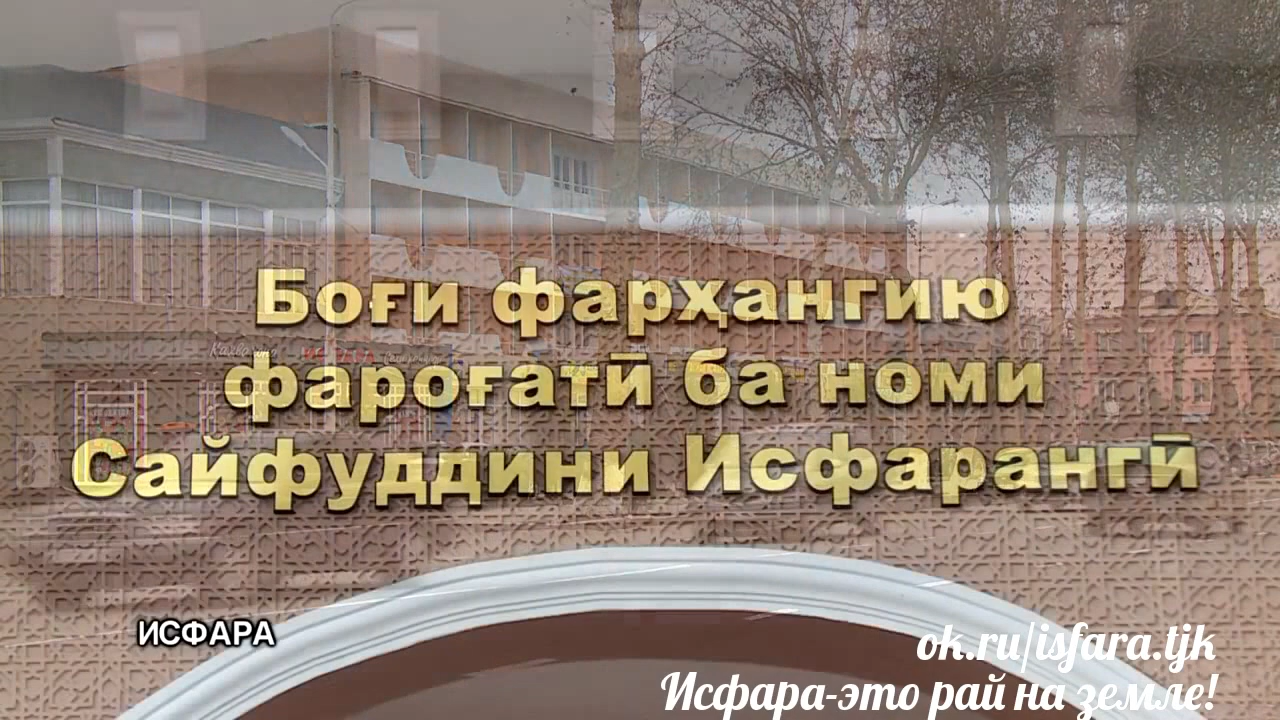 Боғи фарҳангию
фароғатӣ ба номи
Сайфуддини Исфарангӣ
ИСФАРА
ok.ru/isfara.tjk
Исфара-это рай на земле!